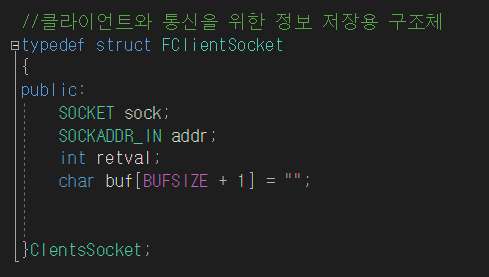 //클라이언트와 통신을 위한 정보 저장용 구조체
typedef struct FClientSocket
{
public:
SOCKET sock;
SOCKADDR_IN addr;
int retval;
char buf[BUFSIZE + 1] = "";
}ClentsSocket;